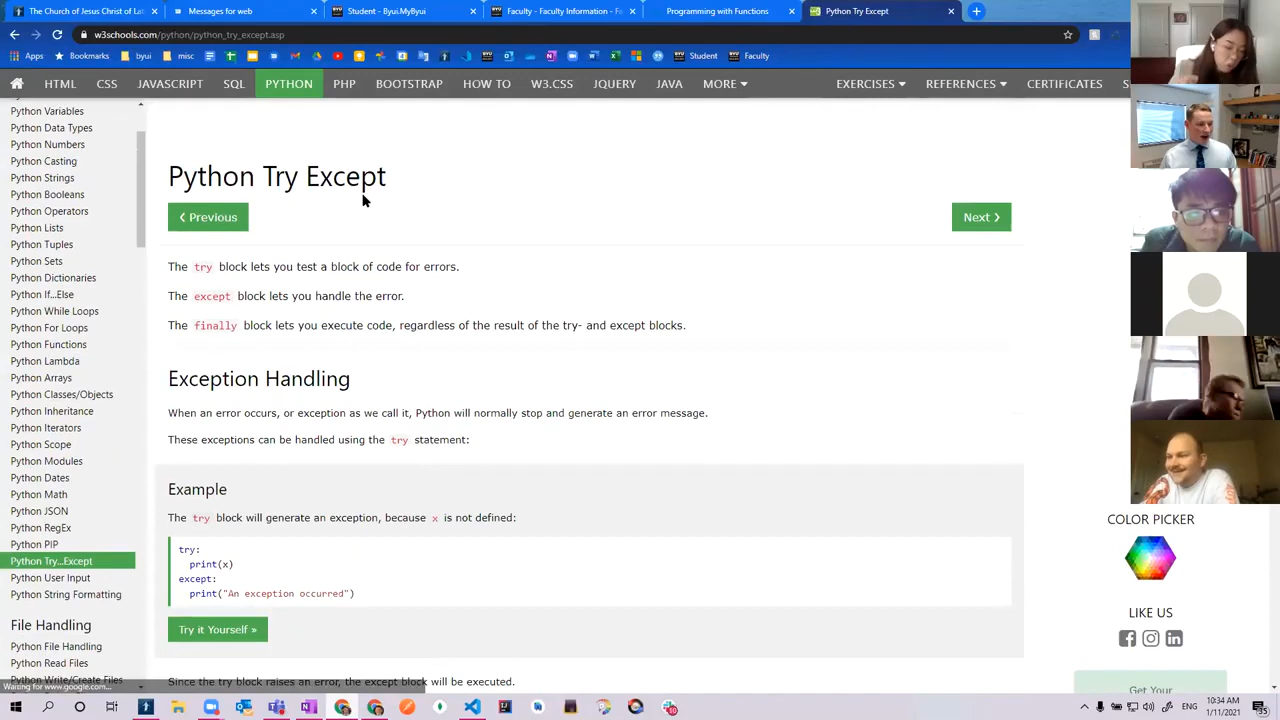 The Church of Jesus Christ of Lat
Messages for web
Student - Byui.MyByui
Faculty - Faculty Information -
Programming with Functions
Python Try Except
w3schools.com/python/python_try_except.asp
Apps
Bookmarks
byui
misc
Student
Faculty
HTML
CSS
JAVASCRIPT
SQL
PYTHON
PHP
BOOTSTRAP
HOW TO
W3.CSS
JQUERY
JAVA
MORE
EXERCISES
REFERENCES
CERTIFICATES
S
Python Variables
Python Data Types
Python Numbers
Python Casting
Python Strings
Python Booleans
Python Operators
Python Lists
Python Tuples
Python Sets
Python Dictionaries
Python If...Else
Python While Loops
Python For Loops
Python Functions
Python Lambda
Python Arrays
Python Classes/Objects
Python Inheritance
Python Iterators
Python Scope
Python Modules
Python Dates
Python Math
Python JSON
Python RegEx
Python PIP
Python Try...Except
Python User Input
Python String Formatting
File Handling
Python File Handling
Python Read Files
Python Write/Create Files
Waiting for www.google.com...
Python Try Except
❮ Previous
Next ❯
The try block lets you test a block of code for errors.
The except block lets you handle the error.
The finally block lets you execute code, regardless of the result of the try- and except blocks.
Exception Handling
When an error occurs, or exception as we call it, Python will normally stop and generate an error message.
These exceptions can be handled using the try statement:
Example
The try block will generate an exception, because x is not defined:
try:
print(x)
except:
print("An exception occurred")
Try it Yourself »
Since the try block raises an error, the except block will be executed.
COLOR PICKER
LIKE US
Get Your
10:34 AM
1/11/2021